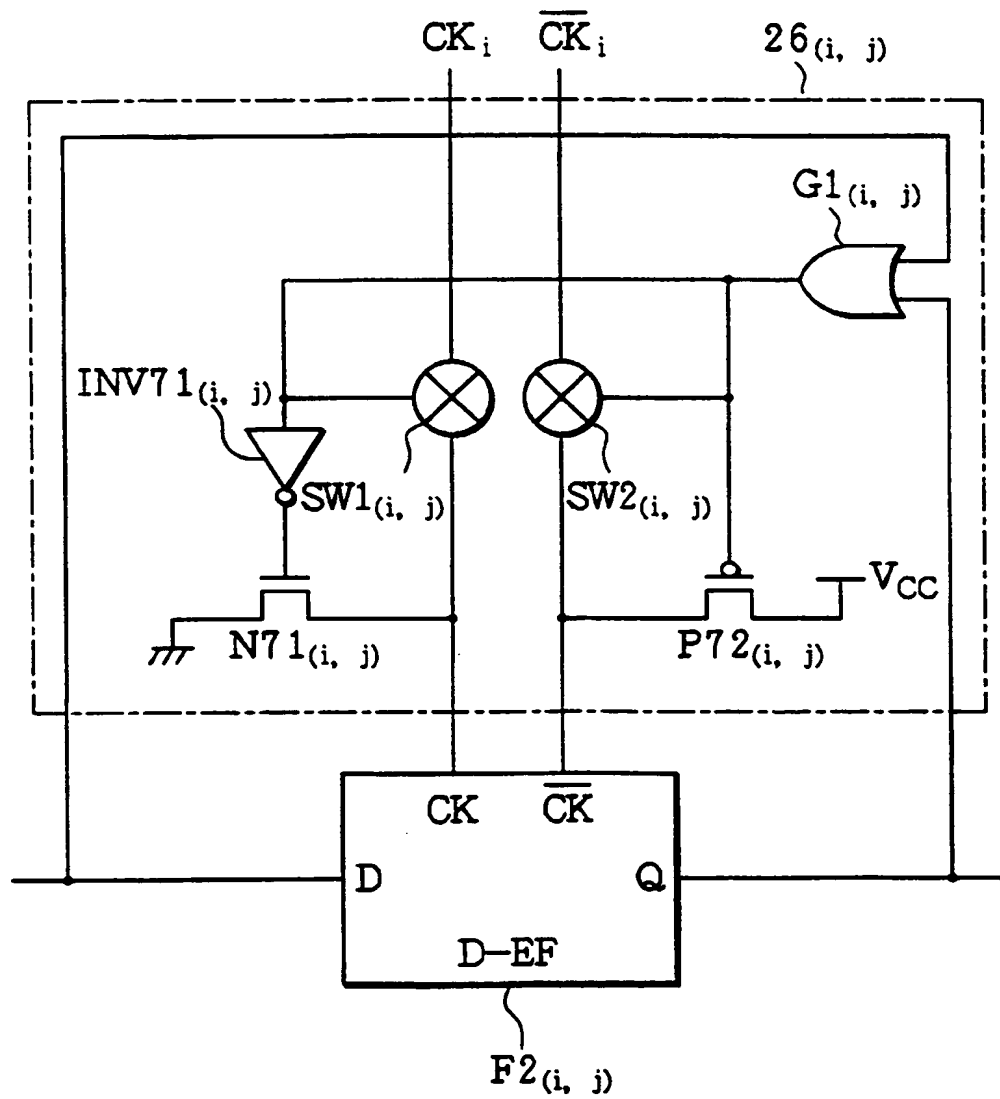 CKᵢ
C̅K̅ᵢ
26(i, j)
G1(i, j)
INV71(i, j)
SW1(i, j)
SW2(i, j)
VCC
N71(i, j)
P72(i, j)
CK
C̅K̅
D
Q
D-EF
F2(i, j)